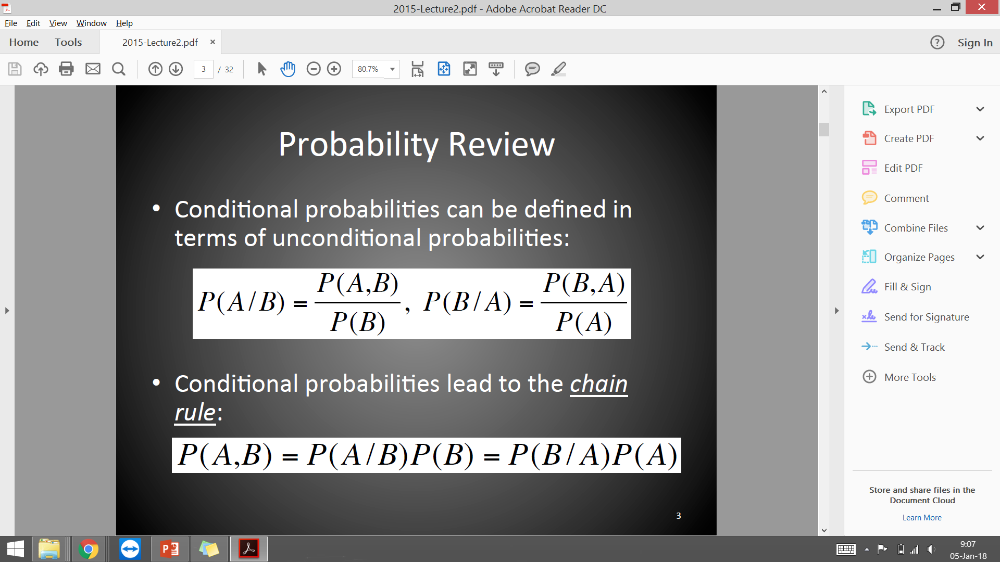 2015-Lecture2.pdf - Adobe Acrobat Reader DC
File Edit View Window Help
Home Tools 2015-Lecture2.pdf × ? Sign In
3 / 32 80.7%
Probability Review
• Conditional probabilities can be defined in
terms of unconditional probabilities:
P(A/B) = P(A,B) / P(B), P(B/A) = P(B,A) / P(A)
• Conditional probabilities lead to the chain
rule:
P(A,B) = P(A/B)P(B) = P(B/A)P(A)
3
Export PDF
Create PDF
Edit PDF
Comment
Combine Files
Organize Pages
Fill & Sign
Send for Signature
Send & Track
More Tools
Store and share files in the
Document Cloud
Learn More
9:07
05-Jan-18